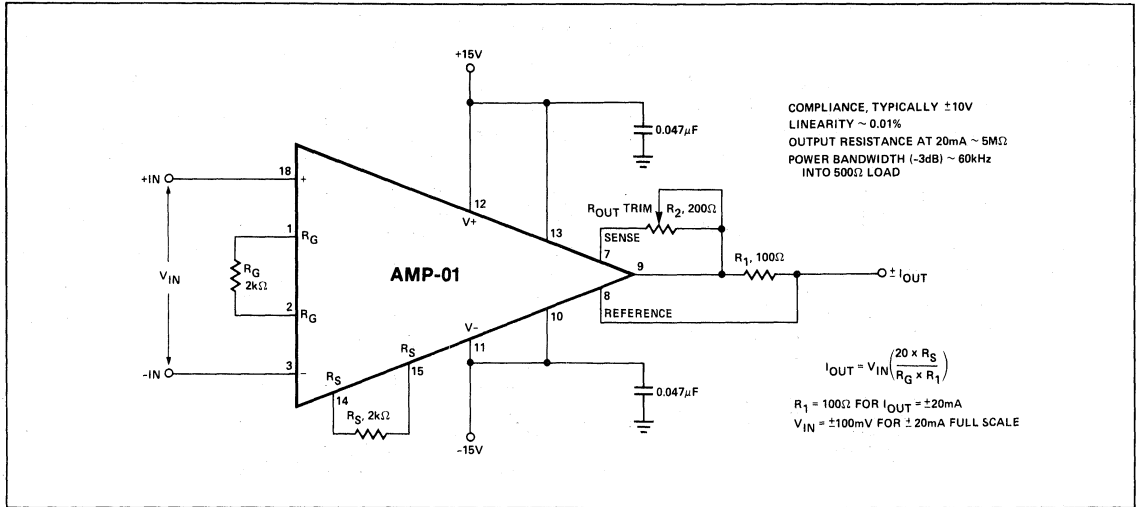 +15V
COMPLIANCE, TYPICALLY ±10V
LINEARITY ~ 0.01%
OUTPUT RESISTANCE AT 20mA ~ 5MΩ
POWER BANDWIDTH (-3dB) ~ 60kHz
INTO 500Ω LOAD
0.047µF
+IN
18
+
12
V+
13
ROUT TRIM
R2, 200Ω
SENSE
7
1
RG
VIN
RG
2kΩ
AMP-01
9
R1, 100Ω
± IOUT
8
REFERENCE
2
RG
10
V-
11
-IN
3
-
RS
15
RS
14
RS, 2kΩ
0.047µF
-15V
IOUT = VIN(20 x RS / RG x R1)
R1 = 100Ω FOR IOUT = ±20mA
VIN = ±100mV FOR ± 20mA FULL SCALE